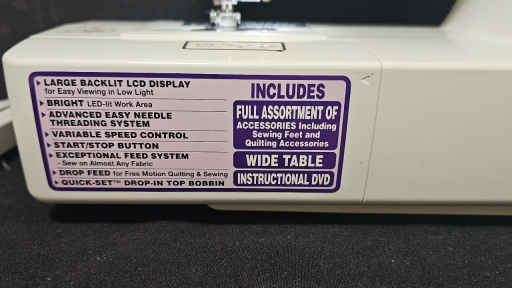 LARGE BACKLIT LCD DISPLAY
for Easy Viewing in Low Light
BRIGHT LED-lit Work Area
ADVANCED EASY NEEDLE
THREADING SYSTEM
VARIABLE SPEED CONTROL
START/STOP BUTTON
EXCEPTIONAL FEED SYSTEM
- Sew on Almost Any Fabric
DROP FEED for Free Motion Quilting & Sewing
QUICK-SET™ DROP-IN TOP BOBBIN
INCLUDES
FULL ASSORTMENT OF
ACCESSORIES Including
Sewing Feet and
Quilting Accessories
WIDE TABLE
INSTRUCTIONAL DVD